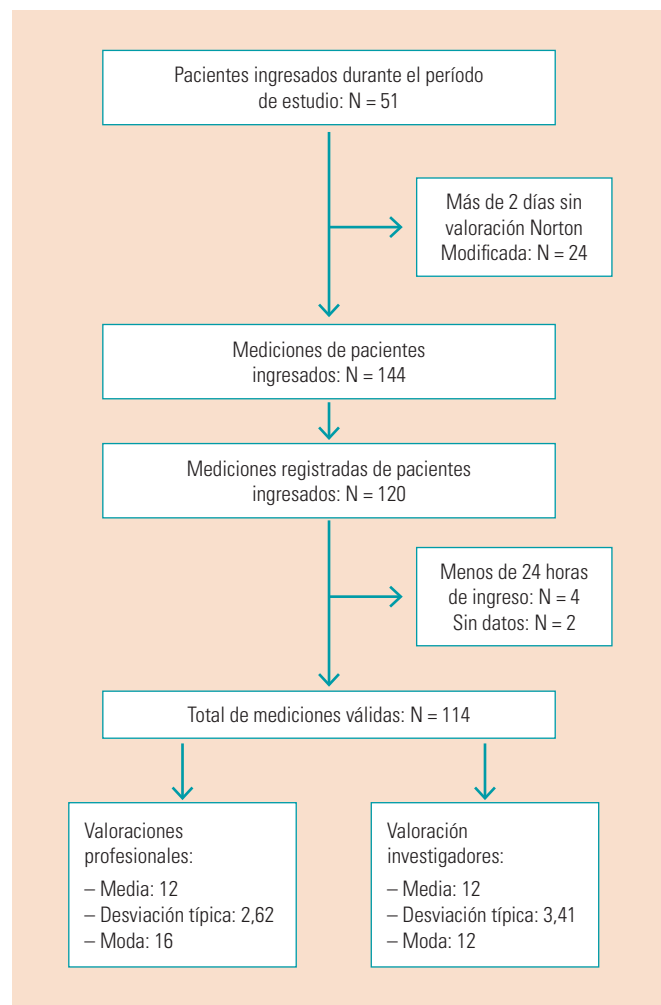 Pacientes ingresados durante el período
de estudio: N = 51
Más de 2 días sin
valoración Norton
Modificada: N = 24
Mediciones de pacientes
ingresados: N = 144
Mediciones registradas de pacientes
ingresados: N = 120
Menos de 24 horas
de ingreso: N = 4
Sin datos: N = 2
Total de mediciones válidas: N = 114
Valoraciones
profesionales:
– Media: 12
– Desviación típica: 2,62
– Moda: 16
Valoración
investigadores:
– Media: 12
– Desviación típica: 3,41
– Moda: 12